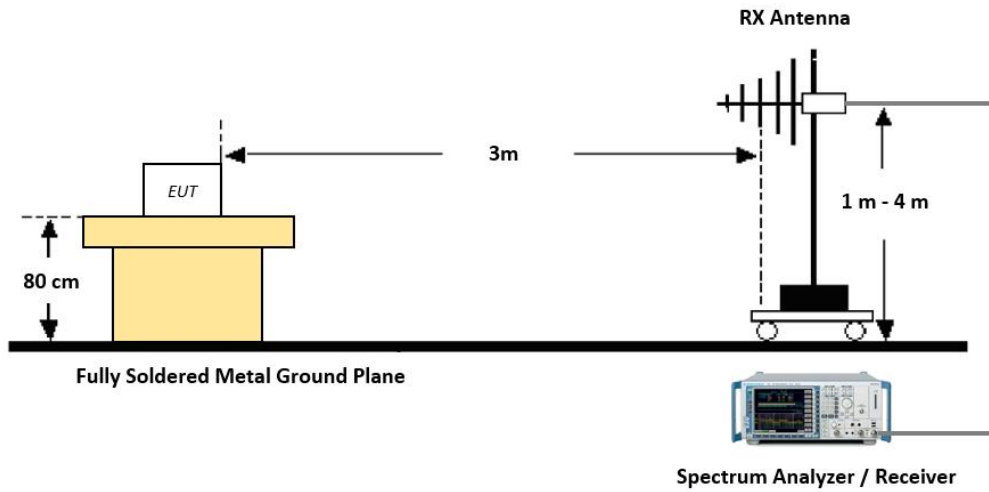 RX Antenna
3m
EUT
1 m - 4 m
80 cm
Fully Soldered Metal Ground Plane
Spectrum Analyzer / Receiver